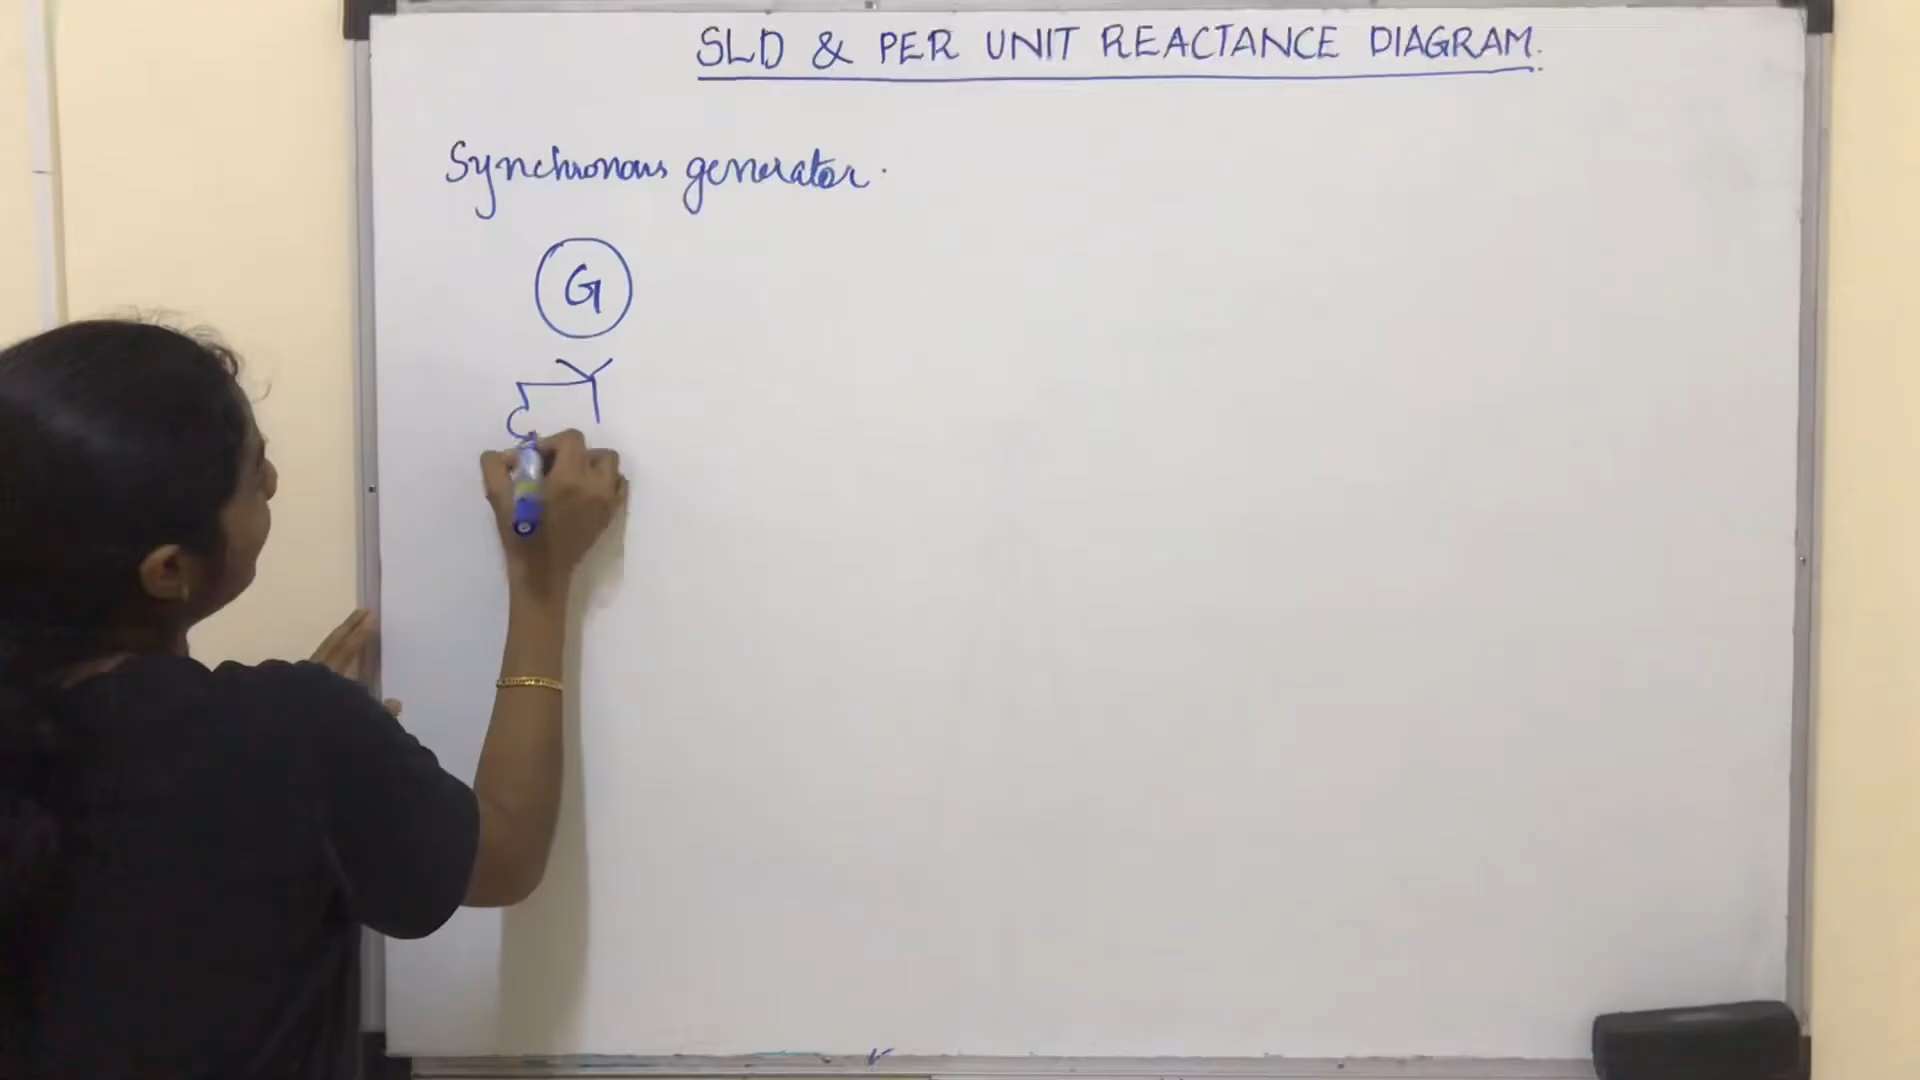 SLD & PER UNIT REACTANCE DIAGRAM.
Synchronous generator.
G